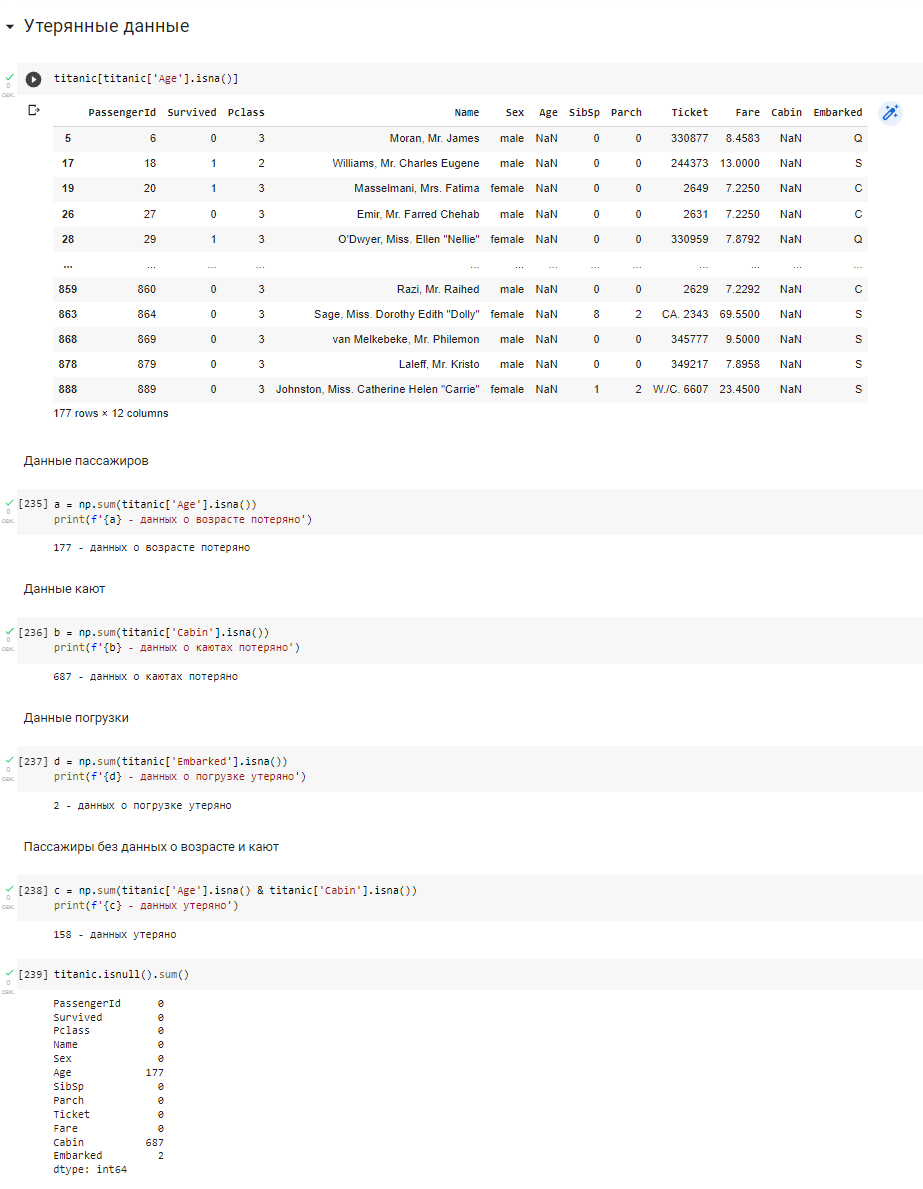 Утерянные данные
0
сек.
titanic[titanic['Age'].isna()]
PassengerId Survived Pclass Name Sex Age SibSp Parch Ticket Fare Cabin Embarked
5 6 0 3 Moran, Mr. James male NaN 0 0 330877 8.4583 NaN Q
17 18 1 2 Williams, Mr. Charles Eugene male NaN 0 0 244373 13.0000 NaN S
19 20 1 3 Masselmani, Mrs. Fatima female NaN 0 0 2649 7.2250 NaN C
26 27 0 3 Emir, Mr. Farred Chehab male NaN 0 0 2631 7.2250 NaN C
28 29 1 3 O'Dwyer, Miss. Ellen "Nellie" female NaN 0 0 330959 7.8792 NaN Q
... ... ... ... ... ... ... ... ... ... ... ... ...
859 860 0 3 Razi, Mr. Raihed male NaN 0 0 2629 7.2292 NaN C
863 864 0 3 Sage, Miss. Dorothy Edith "Dolly" female NaN 8 2 CA. 2343 69.5500 NaN S
868 869 0 3 van Melkebeke, Mr. Philemon male NaN 0 0 345777 9.5000 NaN S
878 879 0 3 Laleff, Mr. Kristo male NaN 0 0 349217 7.8958 NaN S
888 889 0 3 Johnston, Miss. Catherine Helen "Carrie" female NaN 1 2 W./C. 6607 23.4500 NaN S
177 rows × 12 columns
Данные пассажиров
0
сек.
[235] a = np.sum(titanic['Age'].isna())
print(f'{a} - данных о возрасте потеряно')
177 - данных о возрасте потеряно
Данные кают
0
сек.
[236] b = np.sum(titanic['Cabin'].isna())
print(f'{b} - данных о каютах потеряно')
687 - данных о каютах потеряно
Данные погрузки
0
сек.
[237] d = np.sum(titanic['Embarked'].isna())
print(f'{d} - данных о погрузке утеряно')
2 - данных о погрузке утеряно
Пассажиры без данных о возрасте и кают
0
сек.
[238] c = np.sum(titanic['Age'].isna() & titanic['Cabin'].isna())
print(f'{c} - данных утеряно')
158 - данных утеряно
0
сек.
[239] titanic.isnull().sum()
PassengerId 0
Survived 0
Pclass 0
Name 0
Sex 0
Age 177
SibSp 0
Parch 0
Ticket 0
Fare 0
Cabin 687
Embarked 2
dtype: int64